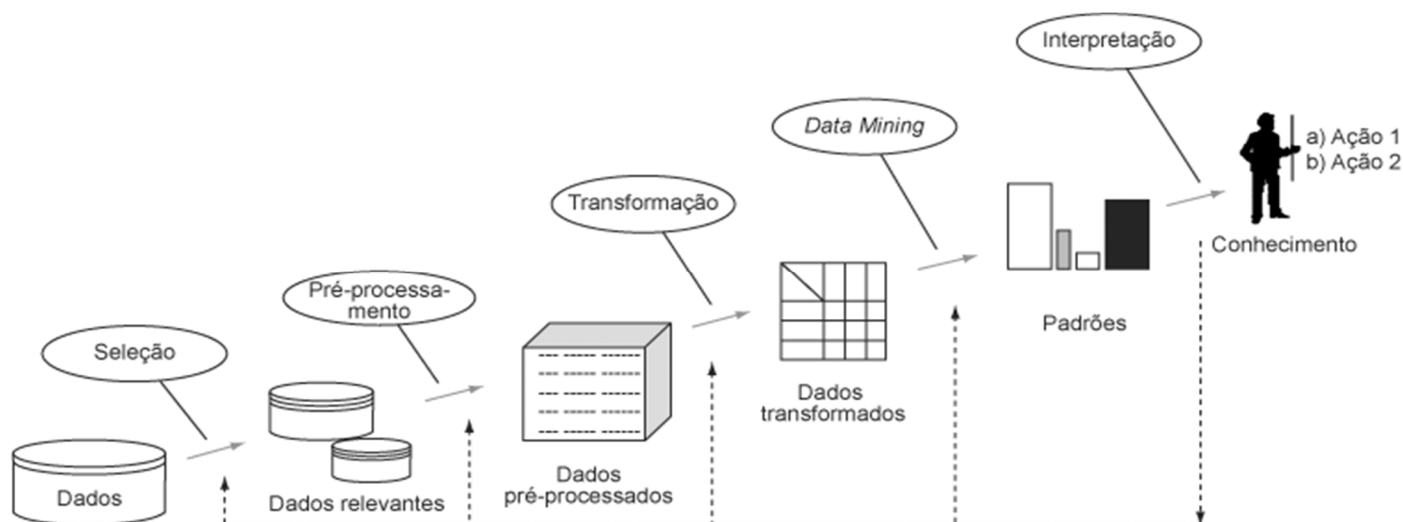 Interpretação
Data Mining
a) Ação 1
b) Ação 2
Transformação
Conhecimento
Pré-processa-
mento
Padrões
Seleção
Dados
transformados
Dados
pré-processados
Dados relevantes
Dados